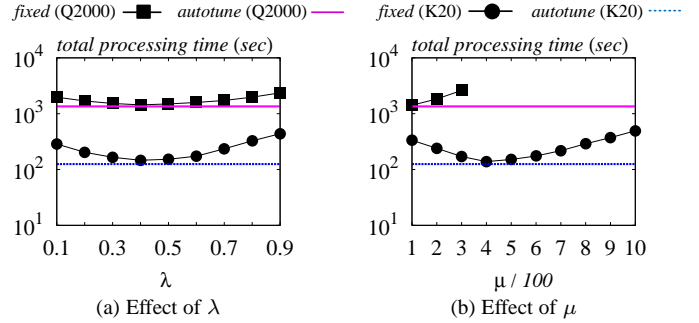 fixed (Q2000) autotune (Q2000) fixed (K20) autotune (K20)
total processing time (sec) total processing time (sec)
10^4 10^4
10^3 10^3
10^2 10^2
10^1 10^1
0.1 0.3 0.5 0.7 0.9 1 2 3 4 5 6 7 8 9 10
λ μ / 100
(a) Effect of λ (b) Effect of μ